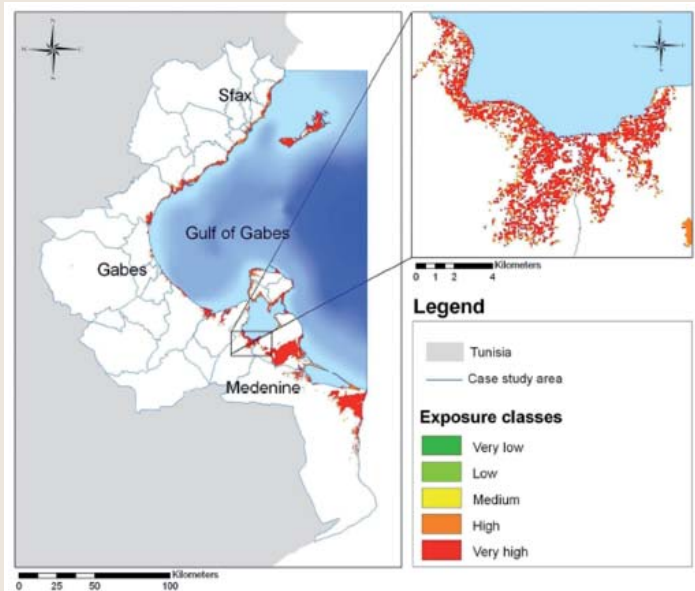 N
Sfax
Gulf of Gabes
Gabes
Medenine
Kilometers
0 25 50 100
Kilometers
0 1 2 4
Legend
Tunisia
Case study area
Exposure classes
Very low
Low
Medium
High
Very high